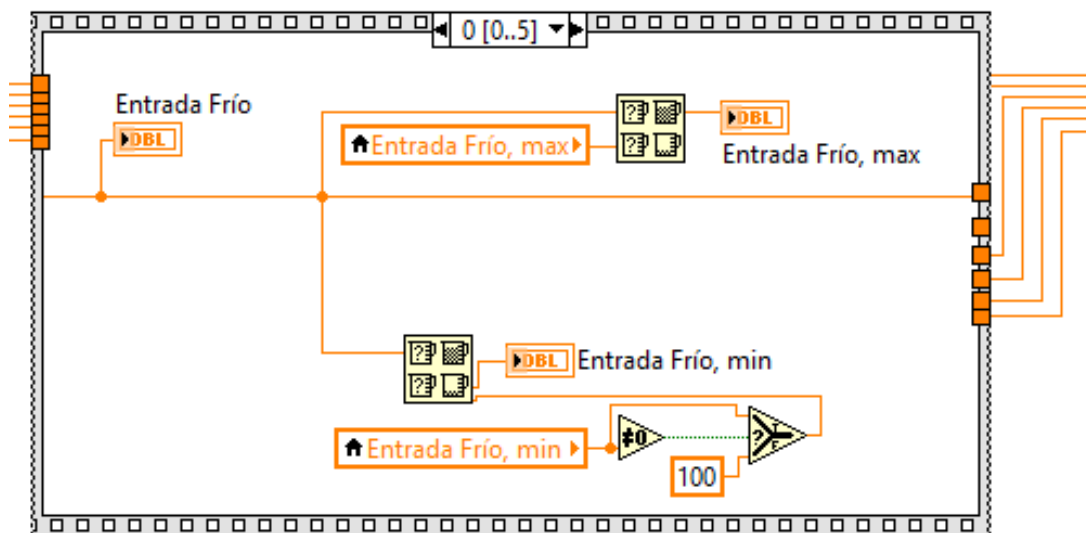 0 [0..5]
Entrada Frío
DBL
Entrada Frío, max
DBL
Entrada Frío, max
DBL
Entrada Frío, min
Entrada Frío, min
≠0
?
T
F
100